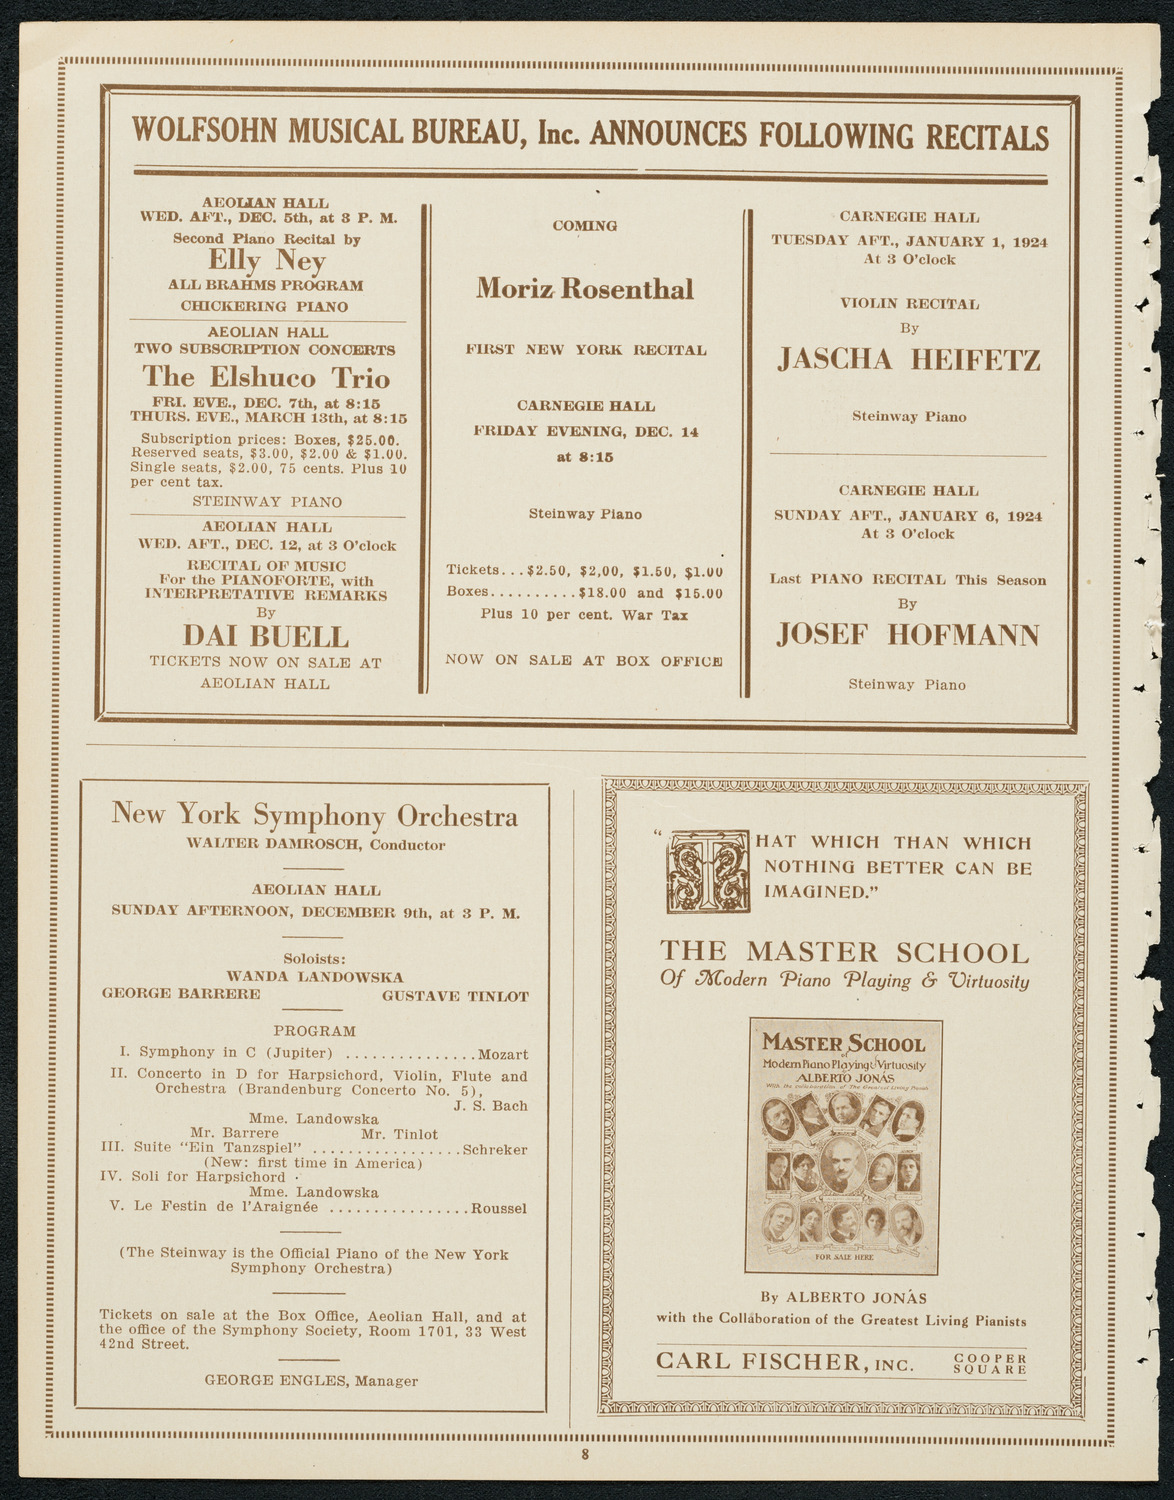 WOLFSOHN MUSICAL BUREAU, Inc. ANNOUNCES FOLLOWING RECITALS
AEOLIAN HALL
WED. AFT., DEC. 5th, at 3 P. M.
Second Piano Recital by
Elly Ney
ALL BRAHMS PROGRAM
CHICKERING PIANO
AEOLIAN HALL
TWO SUBSCRIPTION CONCERTS
The Elshuco Trio
FRI. EVE., DEC. 7th, at 8:15
THURS. EVE., MARCH 13th, at 8:15
Subscription prices: Boxes, $25.00.
Reserved seats, $3.00, $2.00 & $1.00.
Single seats, $2.00, 75 cents. Plus 10
per cent tax.
STEINWAY PIANO
AEOLIAN HALL
WED. AFT., DEC. 12, at 3 O'clock
RECITAL OF MUSIC
For the PIANOFORTE, with
INTERPRETATIVE REMARKS
By
DAI BUELL
TICKETS NOW ON SALE AT
AEOLIAN HALL
COMING
Moriz Rosenthal
FIRST NEW YORK RECITAL
CARNEGIE HALL
FRIDAY EVENING, DEC. 14
at 8:15
Steinway Piano
Tickets...$2.50, $2,00, $1.50, $1.00
Boxes..........$18.00 and $15.00
Plus 10 per cent. War Tax
NOW ON SALE AT BOX OFFICE
CARNEGIE HALL
TUESDAY AFT., JANUARY 1, 1924
At 3 O'clock
VIOLIN RECITAL
By
JASCHA HEIFETZ
Steinway Piano
CARNEGIE HALL
SUNDAY AFT., JANUARY 6, 1924
At 3 O'clock
Last PIANO RECITAL This Season
By
JOSEF HOFMANN
Steinway Piano
New York Symphony Orchestra
WALTER DAMROSCH, Conductor
AEOLIAN HALL
SUNDAY AFTERNOON, DECEMBER 9th, at 3 P. M.
Soloists:
WANDA LANDOWSKA
GEORGE BARRERE GUSTAVE TINLOT
PROGRAM
I. Symphony in C (Jupiter) ...............Mozart
II. Concerto in D for Harpsichord, Violin, Flute and
Orchestra (Brandenburg Concerto No. 5),
J. S. Bach
Mme. Landowska
Mr. Barrere Mr. Tinlot
III. Suite "Ein Tanzspiel" .................Schreker
(New: first time in America)
IV. Soli for Harpsichord
Mme. Landowska
V. Le Festin de l'Araignée ................Roussel
(The Steinway is the Official Piano of the New York
Symphony Orchestra)
Tickets on sale at the Box Office, Aeolian Hall, and at
the office of the Symphony Society, Room 1701, 33 West
42nd Street.
GEORGE ENGLES, Manager
"THAT WHICH THAN WHICH
NOTHING BETTER CAN BE
IMAGINED."
THE MASTER SCHOOL
Of Modern Piano Playing & Virtuosity
MASTER SCHOOL
of
Modern Piano Playing & Virtuosity
ALBERTO JONÁS
With the Collaboration of The Greatest Living Pianists
FOR SALE HERE
By ALBERTO JONÁS
with the Collaboration of the Greatest Living Pianists
CARL FISCHER, INC. COOPER
SQUARE
8